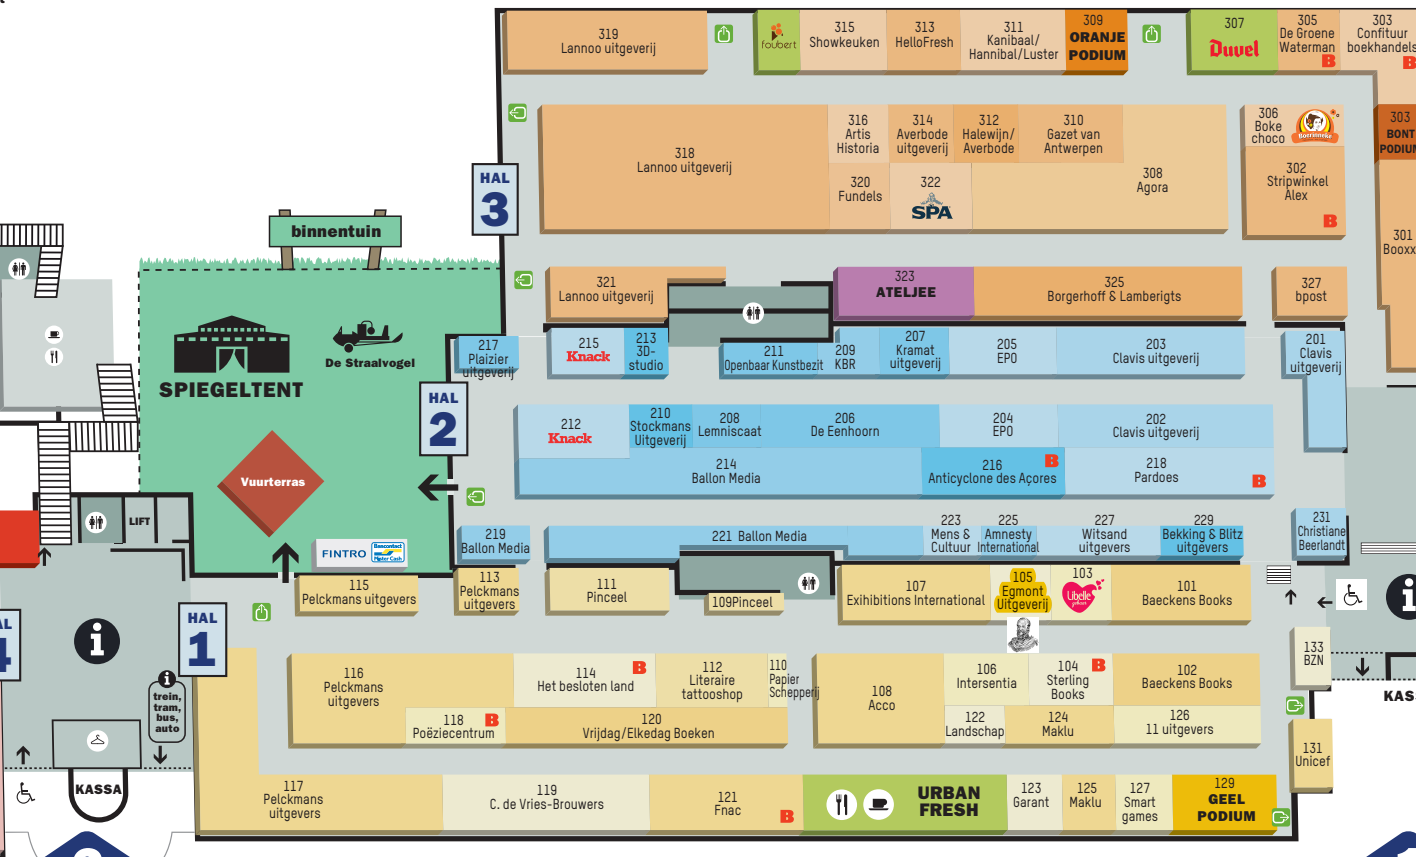 319
Lannoo uitgeverij
foubert
315
Showkeuken
313
HelloFresh
311
Kanibaal/
Hannibal/Luster
309
ORANJE
PODIUM
307
Duvel
305
De Groene
Waterman
B
303
Confituur
boekhandels
B
318
Lannoo uitgeverij
316
Artis
Historia
314
Averbode
uitgeverij
312
Halewijn/
Averbode
310
Gazet van
Antwerpen
320
Fundels
322
SPA
308
Agora
306
Boke
choco
Boerinneke
302
Stripwinkel
Alex
B
303
BONT
PODIUM
301
Booxx
HAL
3
binnentuin
SPIEGELTENT
De Straalvogel
Vuurterras
321
Lannoo uitgeverij
323
ATELJEE
325
Borgerhoff & Lamberigts
327
bpost
217
Plaizier
uitgeverij
215
Knack
213
3D-
studio
211
Openbaar Kunstbezit
209
KBR
207
Kramat
uitgeverij
205
EPO
203
Clavis uitgeverij
201
Clavis
uitgeverij
HAL
2
212
Knack
210
Stockmans
Uitgeverij
208
Lemniscaat
206
De Eenhoorn
204
EPO
202
Clavis uitgeverij
214
Ballon Media
216
Anticyclone des Açores
B
218
Pardoes
B
219
Ballon Media
221 Ballon Media
223
Mens &
Cultuur
225
Amnesty
International
227
Witsand
uitgevers
229
Bekking & Blitz
uitgevers
231
Christiane
Beerlandt
LIFT
FINTRO
Bancontact
Mister Cash
115
Pelckmans uitgevers
113
Pelckmans
uitgevers
111
Pinceel
109Pinceel
107
Exihibitions International
105
Egmont
Uitgeverij
103
Libelle
101
Baeckens Books
HAL
1
AL
4
i
i
i
trein,
tram,
bus,
auto
KASSA
116
Pelckmans
uitgevers
114
Het besloten land
B
112
Literaire
tattooshop
110
Papier
Schepperij
118
Poëziecentrum
B
120
Vrijdag/Elkedag Boeken
108
Acco
106
Intersentia
104
Sterling
Books
B
102
Baeckens Books
122
Landschap
124
Maklu
126
11 uitgevers
133
BZN
KAS
131
Unicef
117
Pelckmans
uitgevers
119
C. de Vries-Brouwers
121
Fnac
B
URBAN
FRESH
123
Garant
125
Maklu
127
Smart
games
129
GEEL
PODIUM